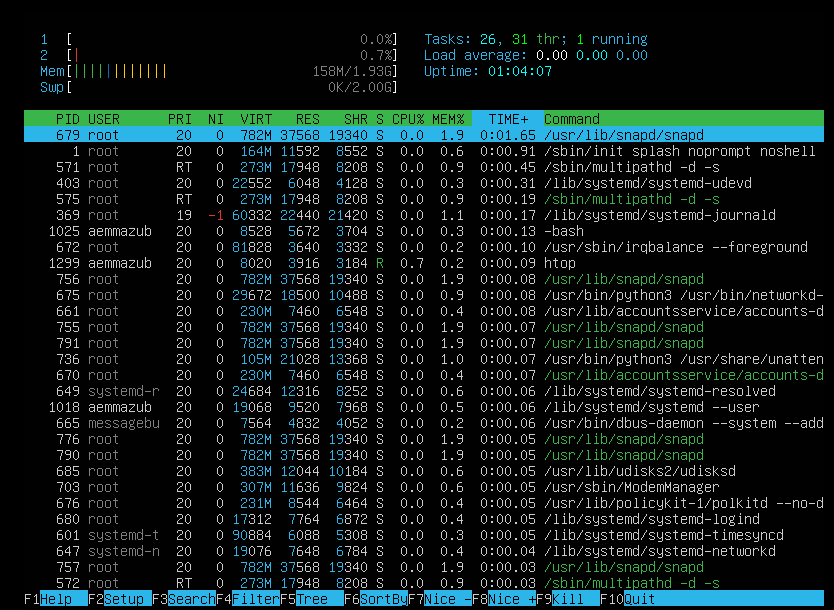 1 [ 0.0%] Tasks: 26, 31 thr; 1 running
2 [| 0.7%] Load average: 0.00 0.00 0.00
Mem[|||||||||||| 158M/1.93G] Uptime: 01:04:07
Swp[ 0K/2.00G]
PID USER PRI NI VIRT RES SHR S CPU% MEM% TIME+ Command
679 root 20 0 782M 37568 19340 S 0.0 1.9 0:01.65 /usr/lib/snapd/snapd
1 root 20 0 164M 11592 8552 S 0.0 0.6 0:00.91 /sbin/init splash noprompt noshell
571 root RT 0 273M 17948 8208 S 0.0 0.9 0:00.45 /sbin/multipathd -d -s
403 root 20 0 22552 6048 4128 S 0.0 0.3 0:00.31 /lib/systemd/systemd-udevd
575 root RT 0 273M 17948 8208 S 0.0 0.9 0:00.19 /sbin/multipathd -d -s
369 root 19 -1 60332 22440 21420 S 0.0 1.1 0:00.17 /lib/systemd/systemd-journald
1025 aemmazub 20 0 8528 5672 3704 S 0.0 0.3 0:00.13 -bash
672 root 20 0 81828 3640 3332 S 0.0 0.2 0:00.10 /usr/sbin/irqbalance --foreground
1299 aemmazub 20 0 8020 3916 3184 R 0.7 0.2 0:00.09 htop
756 root 20 0 782M 37568 19340 S 0.0 1.9 0:00.08 /usr/lib/snapd/snapd
675 root 20 0 29672 18500 10488 S 0.0 0.9 0:00.08 /usr/bin/python3 /usr/bin/networkd-
661 root 20 0 230M 7460 6548 S 0.0 0.4 0:00.08 /usr/lib/accountsservice/accounts-d
755 root 20 0 782M 37568 19340 S 0.0 1.9 0:00.07 /usr/lib/snapd/snapd
791 root 20 0 782M 37568 19340 S 0.0 1.9 0:00.07 /usr/lib/snapd/snapd
736 root 20 0 105M 21028 13368 S 0.0 1.0 0:00.07 /usr/bin/python3 /usr/share/unatten
670 root 20 0 230M 7460 6548 S 0.0 0.4 0:00.07 /usr/lib/accountsservice/accounts-d
649 systemd-r 20 0 24684 12316 8252 S 0.0 0.6 0:00.06 /lib/systemd/systemd-resolved
1018 aemmazub 20 0 19068 9520 7968 S 0.0 0.5 0:00.06 /lib/systemd/systemd --user
665 messagebu 20 0 7564 4832 4052 S 0.0 0.2 0:00.06 /usr/bin/dbus-daemon --system --add
776 root 20 0 782M 37568 19340 S 0.0 1.9 0:00.05 /usr/lib/snapd/snapd
790 root 20 0 782M 37568 19340 S 0.0 1.9 0:00.05 /usr/lib/snapd/snapd
685 root 20 0 383M 12044 10184 S 0.0 0.6 0:00.05 /usr/lib/udisks2/udisksd
703 root 20 0 307M 11636 9824 S 0.0 0.6 0:00.05 /usr/sbin/ModemManager
676 root 20 0 231M 8544 6464 S 0.0 0.4 0:00.05 /usr/lib/policykit-1/polkitd --no-d
680 root 20 0 17312 7764 6872 S 0.0 0.4 0:00.05 /lib/systemd/systemd-logind
601 systemd-t 20 0 90884 6088 5308 S 0.0 0.3 0:00.05 /lib/systemd/systemd-timesyncd
647 systemd-n 20 0 19076 7648 6784 S 0.0 0.4 0:00.04 /lib/systemd/systemd-networkd
757 root 20 0 782M 37568 19340 S 0.0 1.9 0:00.03 /usr/lib/snapd/snapd
572 root RT 0 273M 17948 8208 S 0.0 0.9 0:00.03 /sbin/multipathd -d -s
F1Help F2Setup F3SearchF4FilterF5Tree F6SortByF7Nice -F8Nice +F9Kill F10Quit